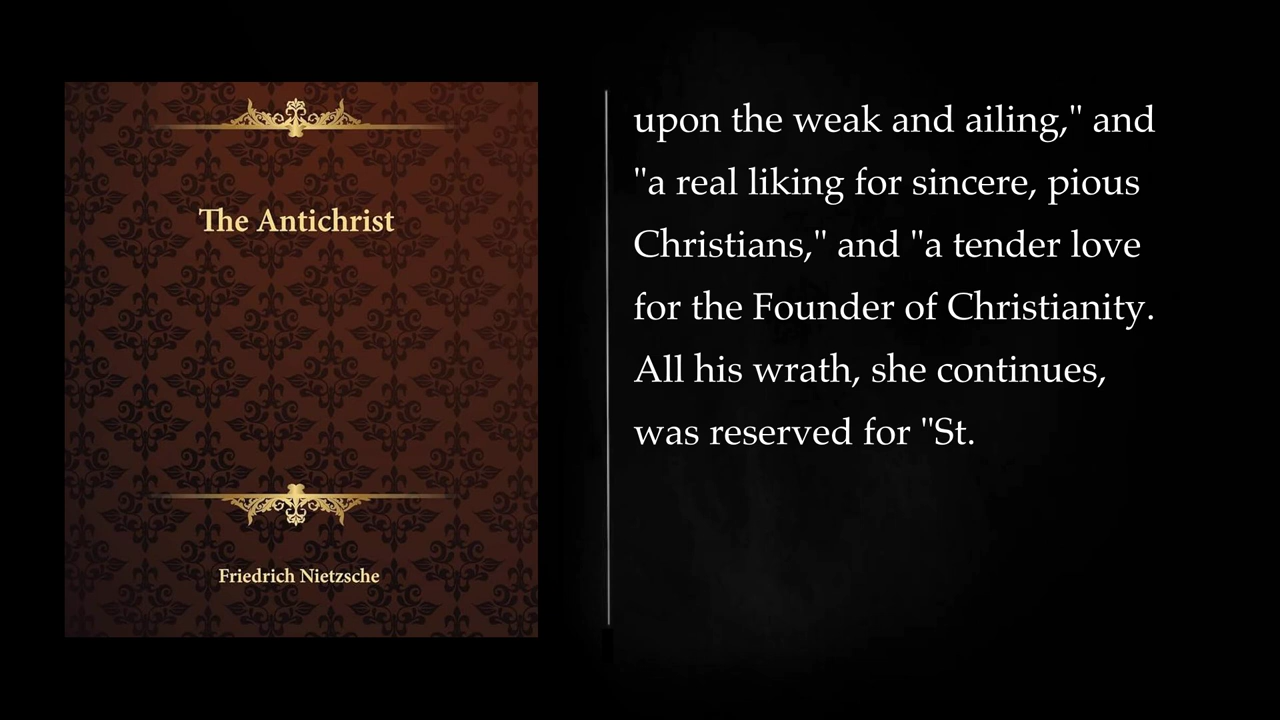 The Antichrist
Friedrich Nietzsche
upon the weak and ailing," and
"a real liking for sincere, pious
Christians," and "a tender love
for the Founder of Christianity.
All his wrath, she continues,
was reserved for "St.